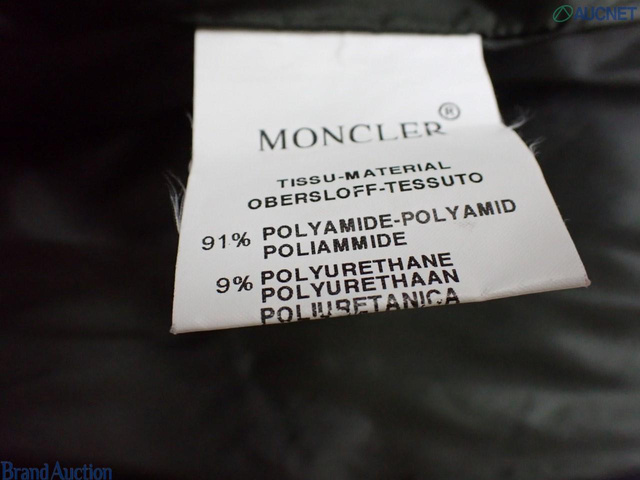 AUCNET
MONCLER®
TISSU-MATERIAL
OBERSLOFF-TESSUTO
91% POLYAMIDE-POLYAMID
POLIAMMIDE
9% POLYURETHANE
POLYURETHAAN
POLIURETANICA
Brand Auction